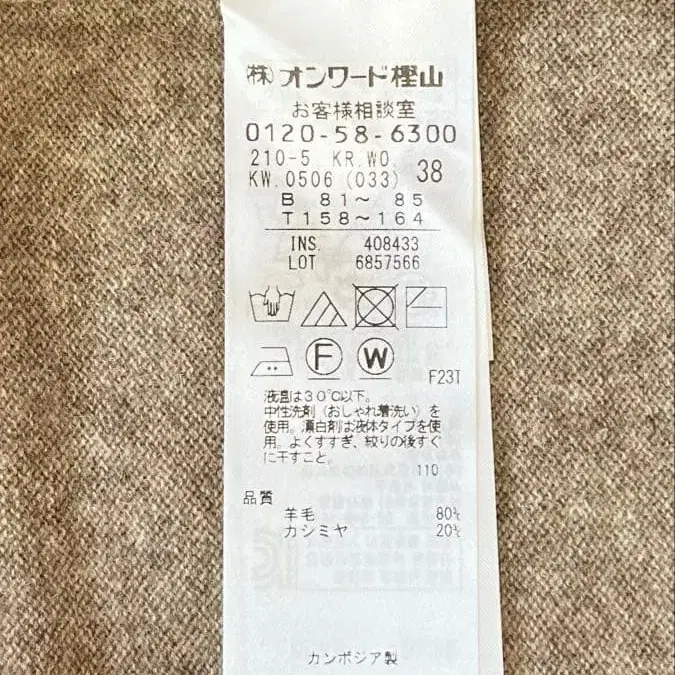 ㈱オンワード樫山
お客様相談室
0120-58-6300
210-5 KR.WO.
KW.0506 (033) 38
B 81～ 85
T158～164
INS. 408433
LOT 6857566
F W
F23I
液温は30℃以下。
中性洗剤（おしゃれ着洗い）を
使用。漂白剤は液体タイプを使
用。よくすすぎ、絞りの後すぐ
に干すこと。
110
品質
羊毛 80%
カシミヤ 20%
カンボジア製